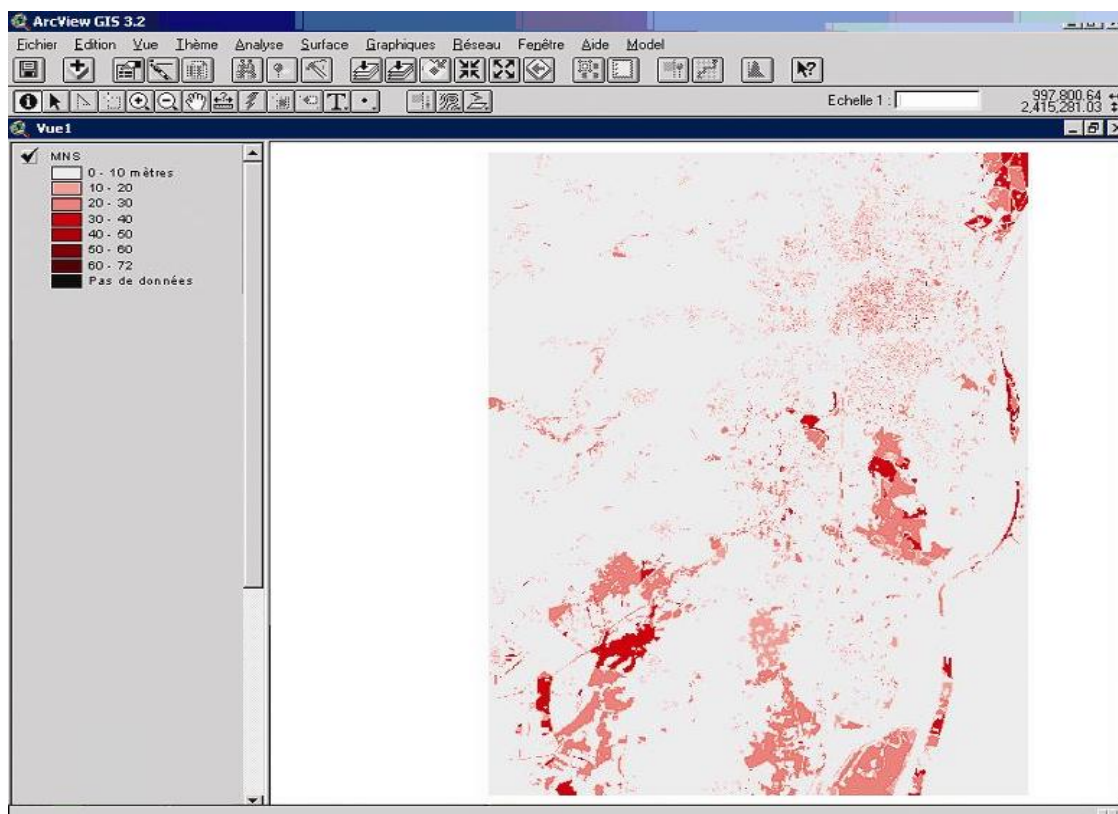 ArcView GIS 3.2
Fichier Edition Vue Thème Analyse Surface Graphiques Réseau Fenêtre Aide Model
Echelle 1 :
997,800.64
2,415,281.03
Vue1
MNS
0 - 10 mètres
10 - 20
20 - 30
30 - 40
40 - 50
50 - 60
60 - 72
Pas de données